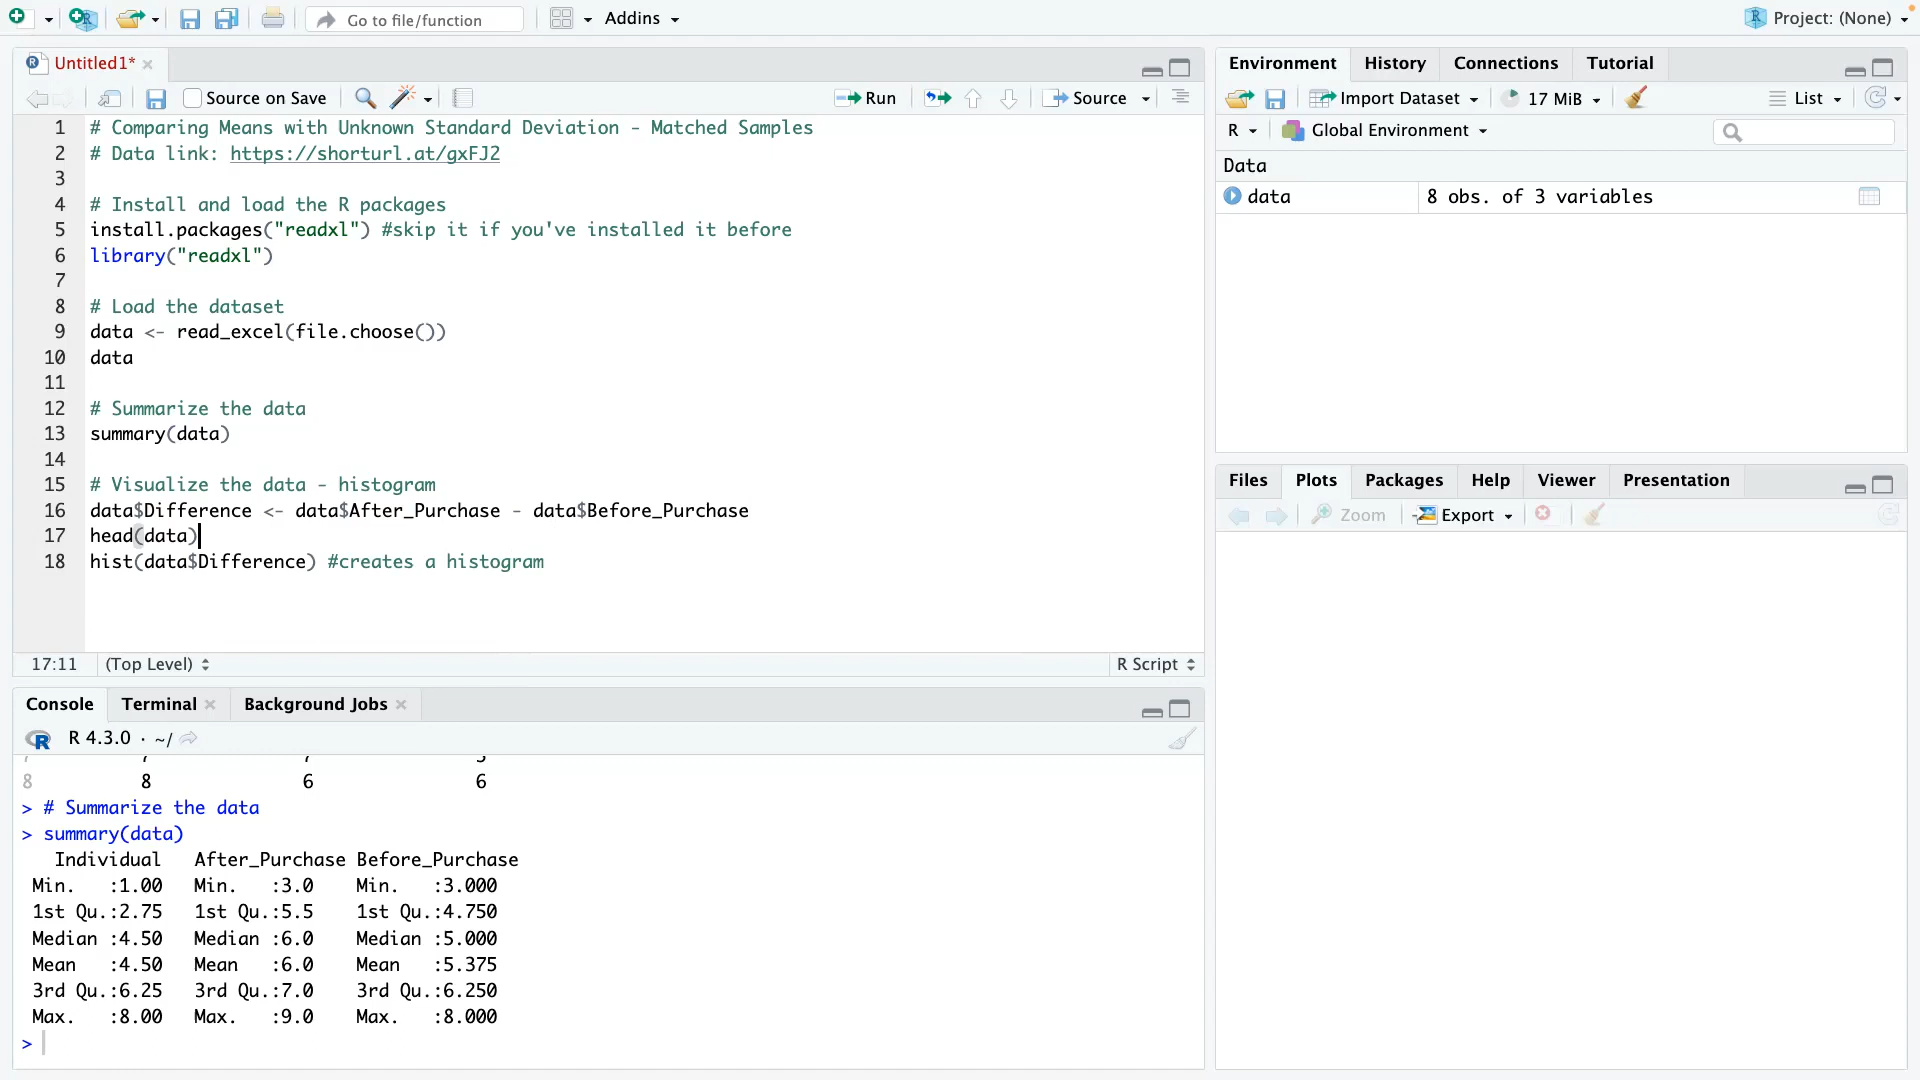 Go to file/function
Addins
Project: (None)
Untitled1*
Source on Save
Run
Source
1 # Comparing Means with Unknown Standard Deviation - Matched Samples
2 # Data link: https://shorturl.at/gxFJ2
3
4 # Install and load the R packages
5 install.packages("readxl") #skip it if you've installed it before
6 library("readxl")
7
8 # Load the dataset
9 data <- read_excel(file.choose())
10 data
11
12 # Summarize the data
13 summary(data)
14
15 # Visualize the data - histogram
16 data$Difference <- data$After_Purchase - data$Before_Purchase
17 head(data)
18 hist(data$Difference) #creates a histogram
17:11 (Top Level) R Script
Console Terminal Background Jobs
R 4.3.0 · ~/
8 8 6 6
> # Summarize the data
> summary(data)
Individual After_Purchase Before_Purchase
Min. :1.00 Min. :3.0 Min. :3.000
1st Qu.:2.75 1st Qu.:5.5 1st Qu.:4.750
Median :4.50 Median :6.0 Median :5.000
Mean :4.50 Mean :6.0 Mean :5.375
3rd Qu.:6.25 3rd Qu.:7.0 3rd Qu.:6.250
Max. :8.00 Max. :9.0 Max. :8.000
>
Environment History Connections Tutorial
Import Dataset 17 MiB List
R Global Environment
Data
data 8 obs. of 3 variables
Files Plots Packages Help Viewer Presentation
Zoom Export